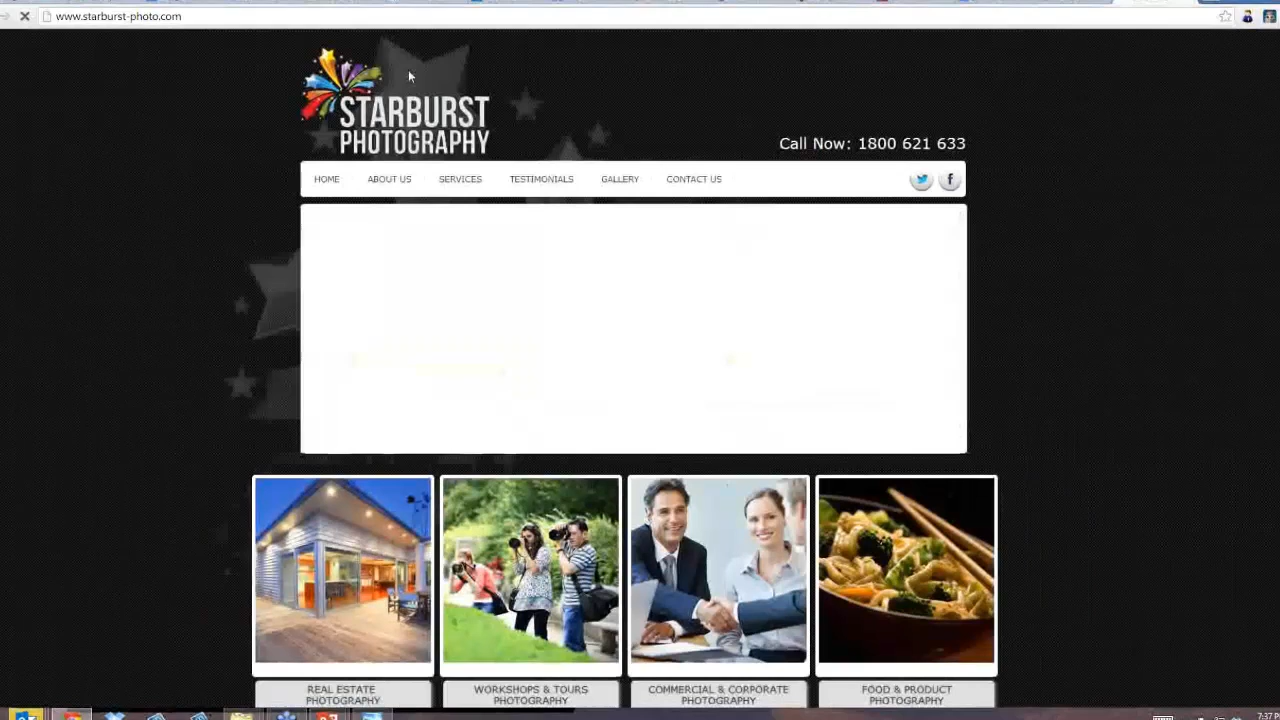 www.starburst-photo.com
STARBURST
PHOTOGRAPHY
Call Now: 1800 621 633
HOME ABOUT US SERVICES TESTIMONIALS GALLERY CONTACT US
REAL ESTATE
PHOTOGRAPHY
WORKSHOPS & TOURS
PHOTOGRAPHY
COMMERCIAL & CORPORATE
PHOTOGRAPHY
FOOD & PRODUCT
PHOTOGRAPHY